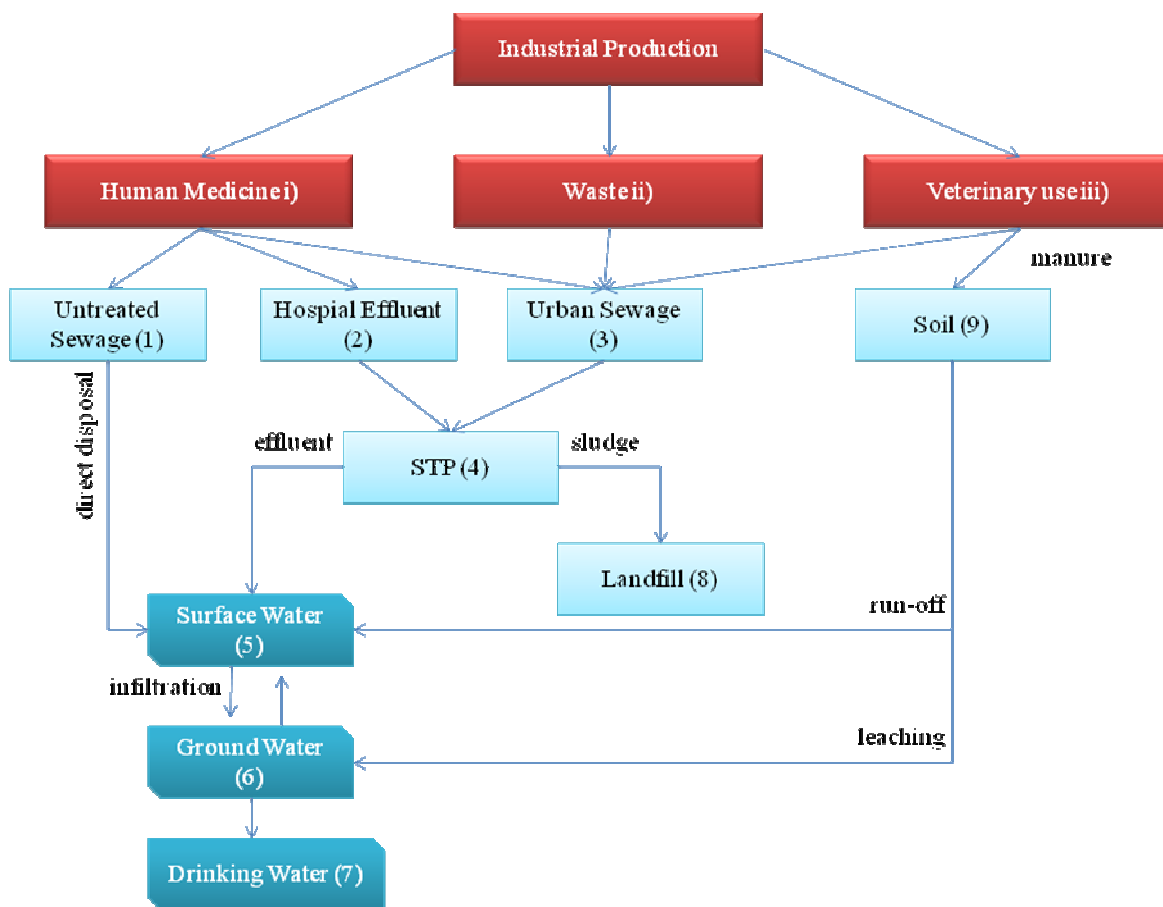 Industrial Production
Human Medicine i)
Waste ii)
Veterinary use iii)
manure
Untreated
Sewage (1)
Hospial Effluent
(2)
Urban Sewage
(3)
Soil (9)
direct disposal
effluent
STP (4)
sludge
Landfill (8)
Surface Water
(5)
run-off
infiltration
Ground Water
(6)
leaching
Drinking Water (7)